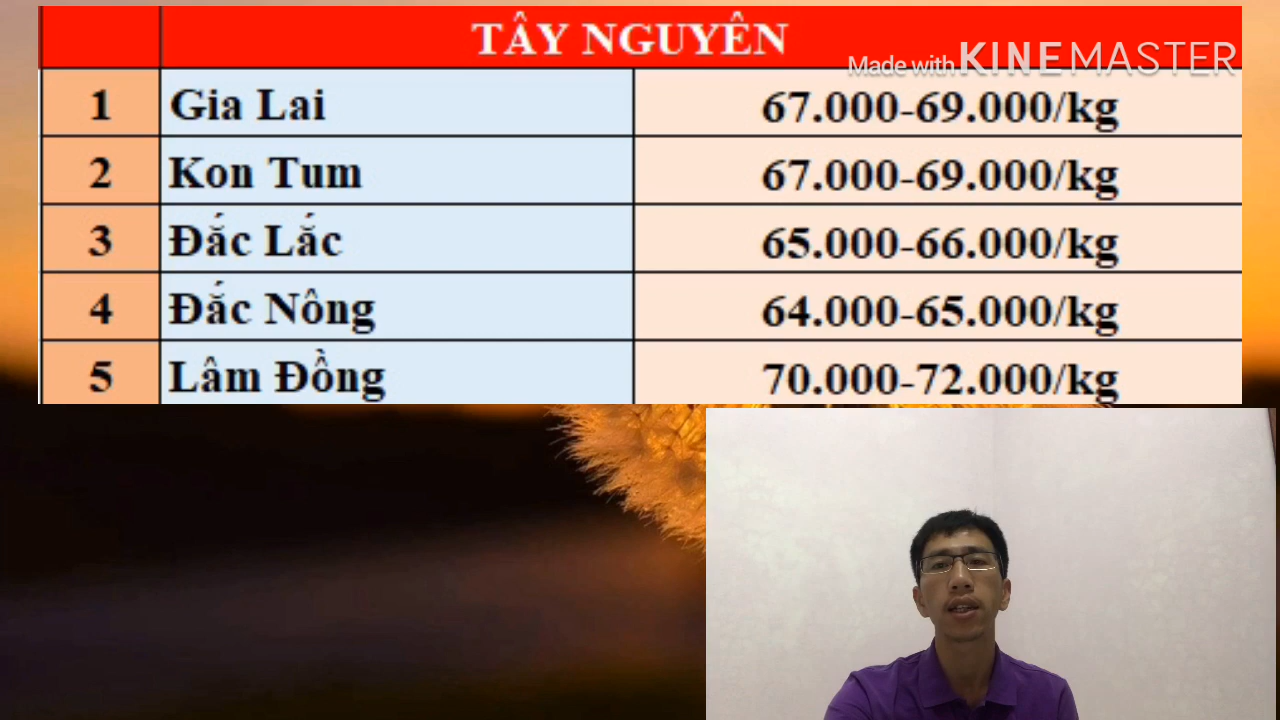 TÂY NGUYÊN
Made with KINEMASTER
1 Gia Lai 67.000-69.000/kg
2 Kon Tum 67.000-69.000/kg
3 Đắc Lắc 65.000-66.000/kg
4 Đắc Nông 64.000-65.000/kg
5 Lâm Đồng 70.000-72.000/kg